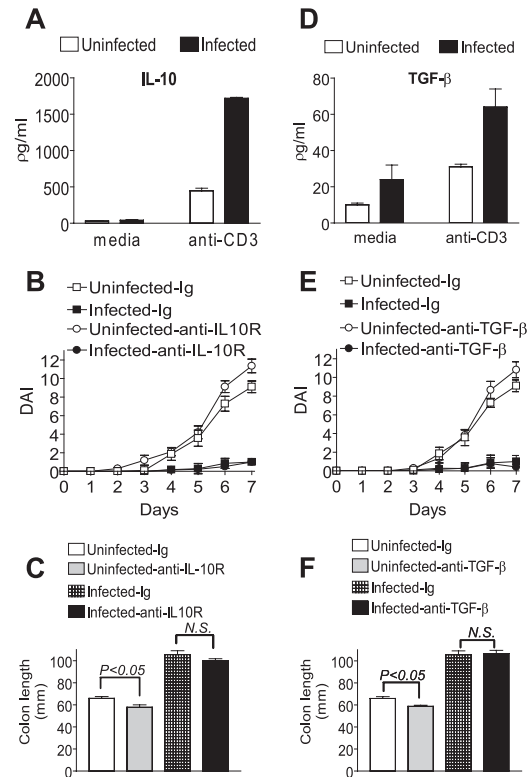 A
Uninfected Infected
IL-10
2000
1500
1000
500
0
ρg/ml
media anti-CD3
D
Uninfected Infected
TGF-β
80
60
40
20
0
ρg/ml
media anti-CD3
B
Uninfected-Ig
Infected-Ig
Uninfected-anti-IL10R
Infected-anti-IL-10R
12
10
8
6
4
2
0
DAI
0 1 2 3 4 5 6 7
Days
E
Uninfected-Ig
Infected-Ig
Uninfected-anti-TGF-β
Infected-anti-TGF-β
12
10
8
6
4
2
0
DAI
0 1 2 3 4 5 6 7
Days
C
Uninfected-Ig
Uninfected-anti-IL-10R
Infected-Ig
Infected-anti-IL10R
N.S.
P<0.05
100
80
60
40
20
0
Colon length
(mm)
F
Uninfected-Ig
Uninfected-anti-TGF-β
Infected-Ig
Infected-anti-TGF-β
N.S.
P<0.05
100
80
60
40
20
0
Colon length
(mm)